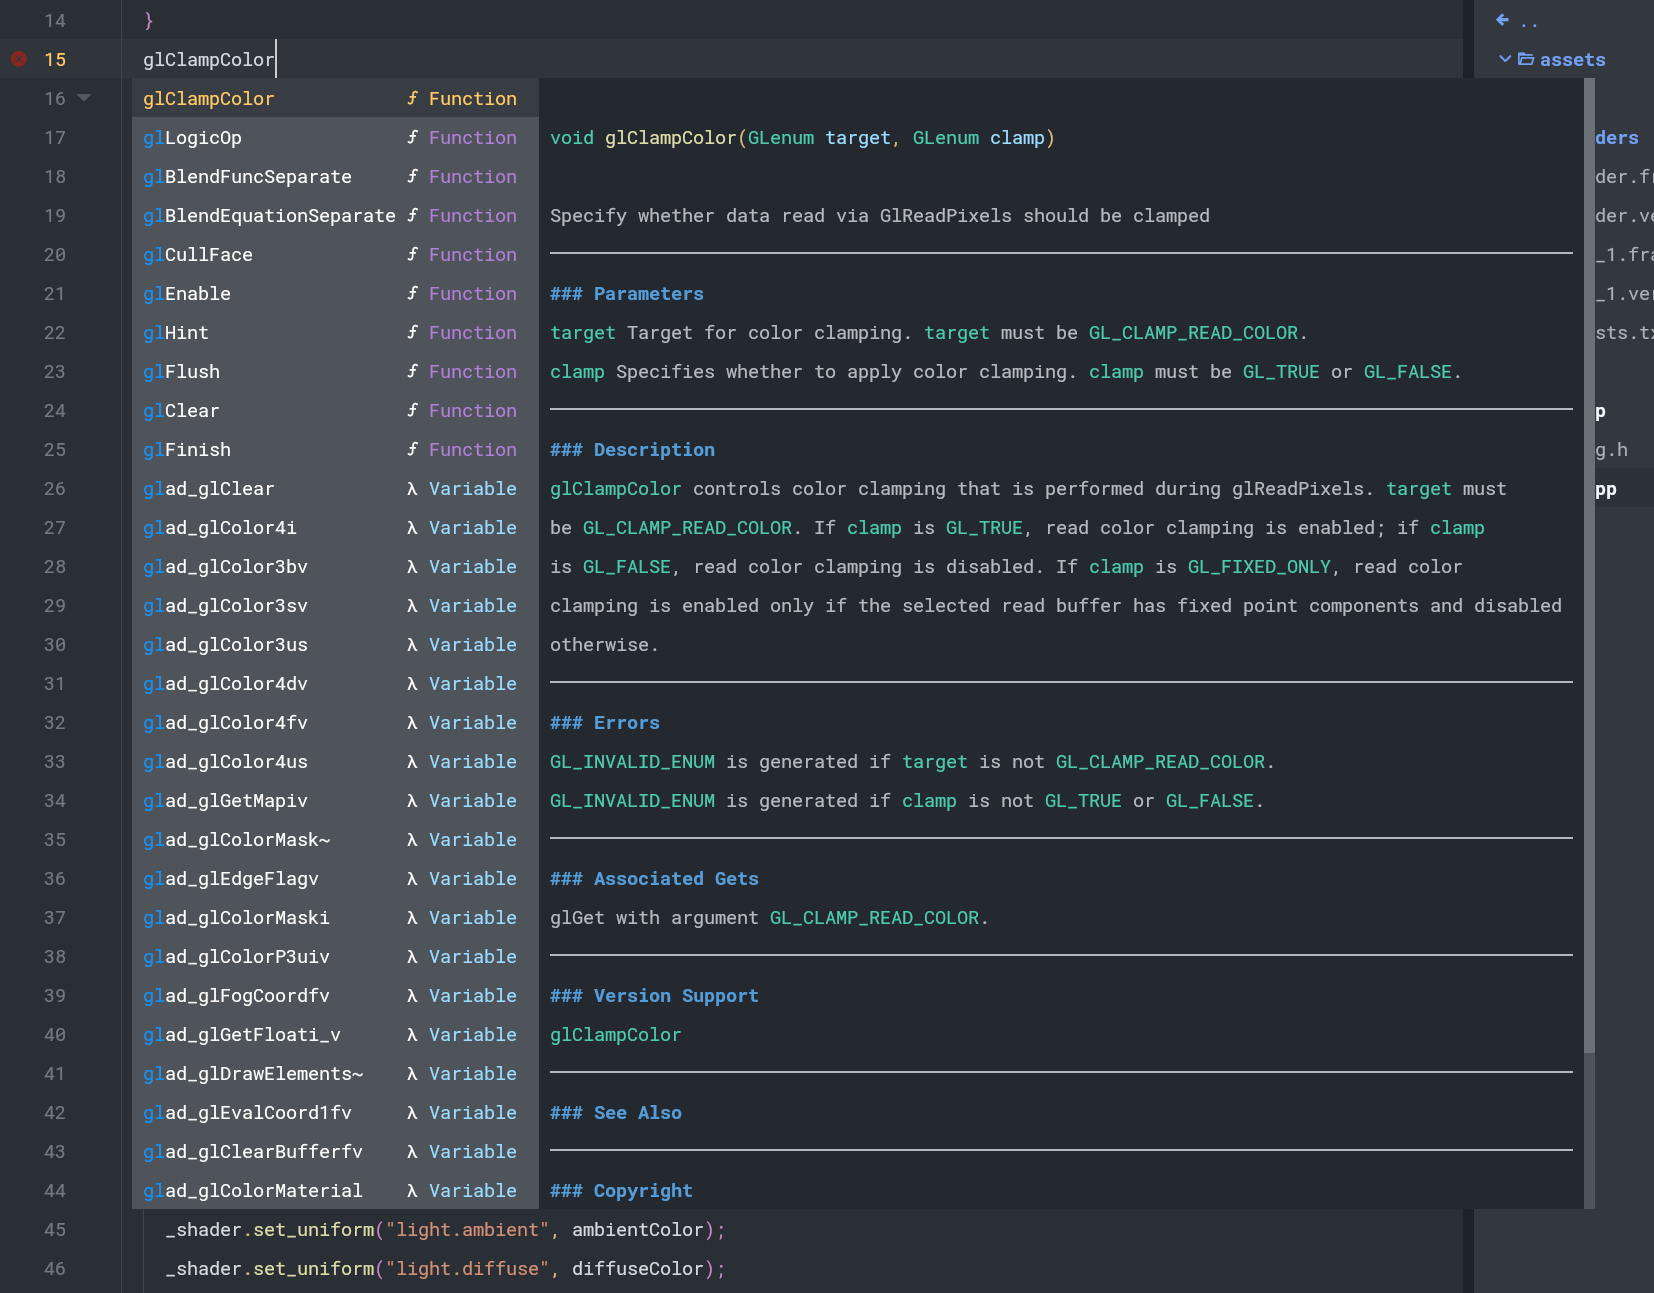 14 }
← ..
15 glClampColor
assets
16 glClampColor ƒ Function
17 glLogicOp ƒ Function void glClampColor(GLenum target, GLenum clamp)
ders
18 glBlendFuncSeparate ƒ Function
der.fr
19 glBlendEquationSeparate ƒ Function Specify whether data read via GlReadPixels should be clamped
der.ve
20 glCullFace ƒ Function
_1.fra
21 glEnable ƒ Function ### Parameters
_1.ver
22 glHint ƒ Function target Target for color clamping. target must be GL_CLAMP_READ_COLOR.
sts.tx
23 glFlush ƒ Function clamp Specifies whether to apply color clamping. clamp must be GL_TRUE or GL_FALSE.
24 glClear ƒ Function
p
25 glFinish ƒ Function ### Description
g.h
26 glad_glClear λ Variable glClampColor controls color clamping that is performed during glReadPixels. target must
pp
27 glad_glColor4i λ Variable be GL_CLAMP_READ_COLOR. If clamp is GL_TRUE, read color clamping is enabled; if clamp
28 glad_glColor3bv λ Variable is GL_FALSE, read color clamping is disabled. If clamp is GL_FIXED_ONLY, read color
29 glad_glColor3sv λ Variable clamping is enabled only if the selected read buffer has fixed point components and disabled
30 glad_glColor3us λ Variable otherwise.
31 glad_glColor4dv λ Variable
32 glad_glColor4fv λ Variable ### Errors
33 glad_glColor4us λ Variable GL_INVALID_ENUM is generated if target is not GL_CLAMP_READ_COLOR.
34 glad_glGetMapiv λ Variable GL_INVALID_ENUM is generated if clamp is not GL_TRUE or GL_FALSE.
35 glad_glColorMask~ λ Variable
36 glad_glEdgeFlagv λ Variable ### Associated Gets
37 glad_glColorMaski λ Variable glGet with argument GL_CLAMP_READ_COLOR.
38 glad_glColorP3uiv λ Variable
39 glad_glFogCoordfv λ Variable ### Version Support
40 glad_glGetFloati_v λ Variable glClampColor
41 glad_glDrawElements~ λ Variable
42 glad_glEvalCoord1fv λ Variable ### See Also
43 glad_glClearBufferfv λ Variable
44 glad_glColorMaterial λ Variable ### Copyright
45 _shader.set_uniform("light.ambient", ambientColor);
46 _shader.set_uniform("light.diffuse", diffuseColor);